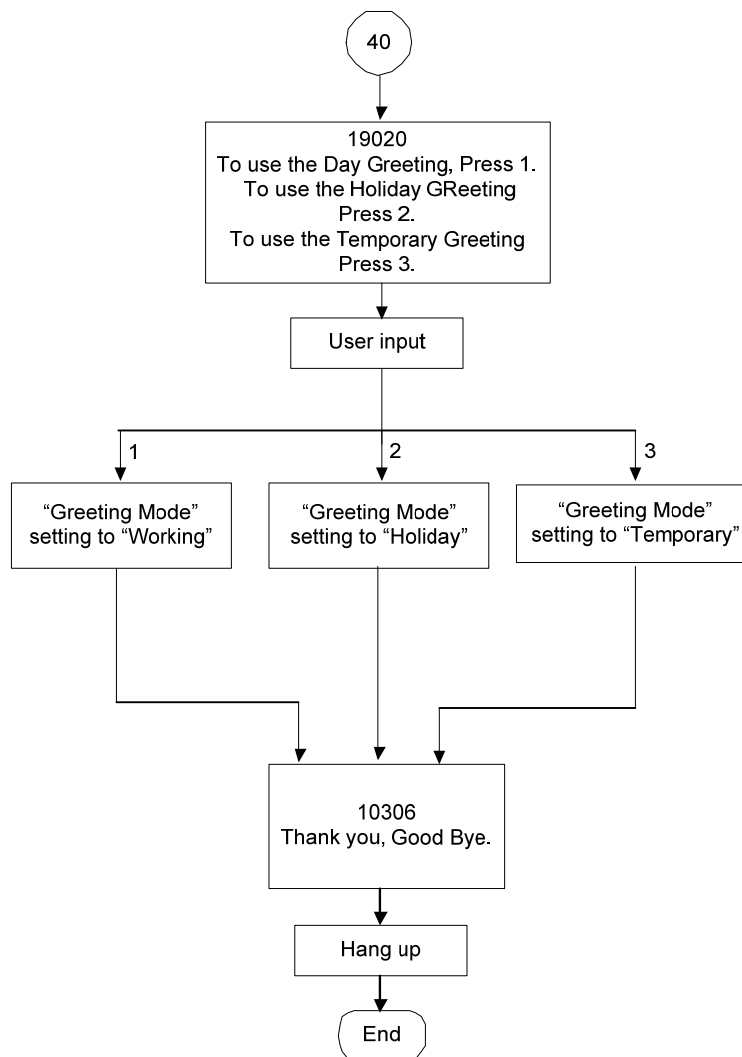 40
19020
To use the Day Greeting, Press 1.
To use the Holiday GReeting
Press 2.
To use the Temporary Greeting
Press 3.
User input
1
2
3
“Greeting Mode”
setting to “Working”
“Greeting Mode”
setting to “Holiday”
“Greeting Mode”
setting to “Temporary”
10306
Thank you, Good Bye.
Hang up
End